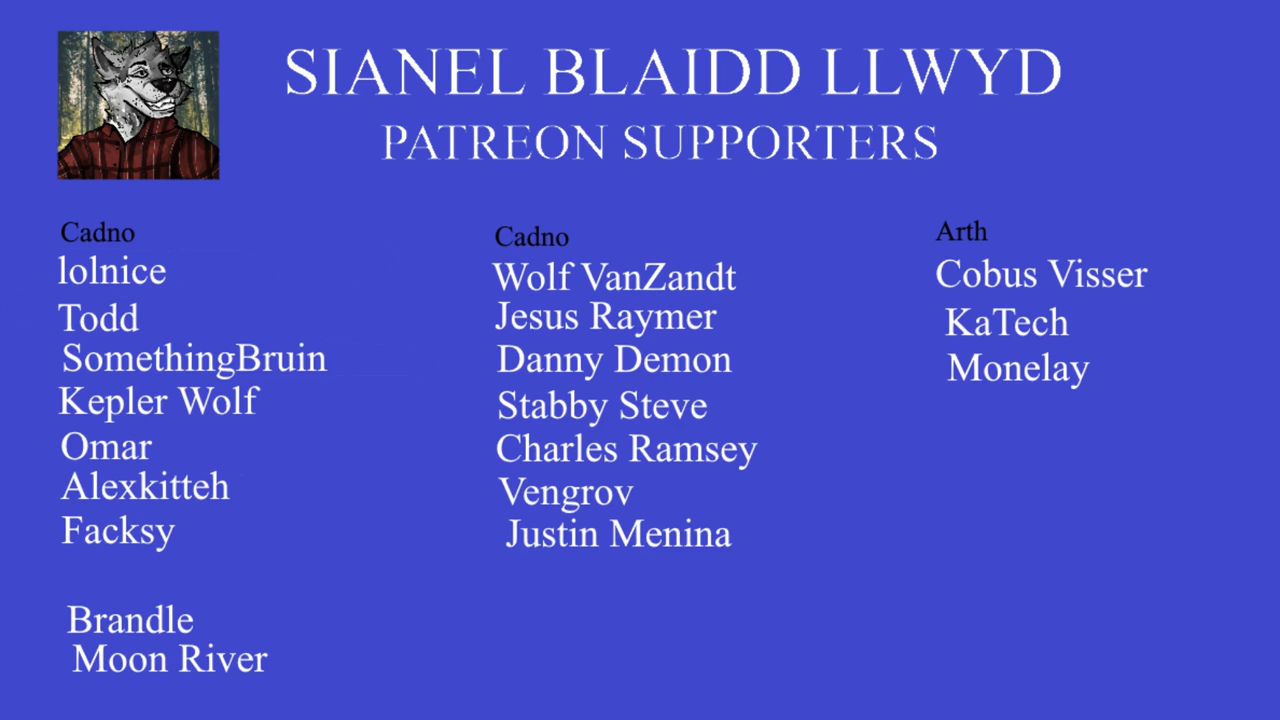 SIANEL BLAIDD LLWYD
PATREON SUPPORTERS
Cadno
lolnice
Todd
SomethingBruin
Kepler Wolf
Omar
Alexkitteh
Facksy
Brandle
Moon River
Cadno
Wolf VanZandt
Jesus Raymer
Danny Demon
Stabby Steve
Charles Ramsey
Vengrov
Justin Menina
Arth
Cobus Visser
KaTech
Monelay